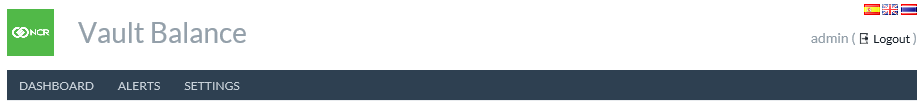 NCR
Vault Balance
admin ( Logout )
DASHBOARD ALERTS SETTINGS